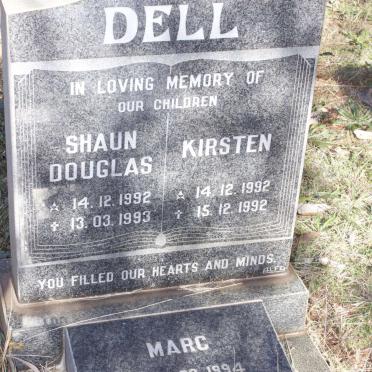 DELL
IN LOVING MEMORY OF
OUR CHILDREN
SHAUN
DOUGLAS
☆ 14.12.1992
✝ 13.03.1993
KIRSTEN
☆ 14.12.1992
✝ 15.12.1992
YOU FILLED OUR HEARTS AND MINDS.
MARC
1994